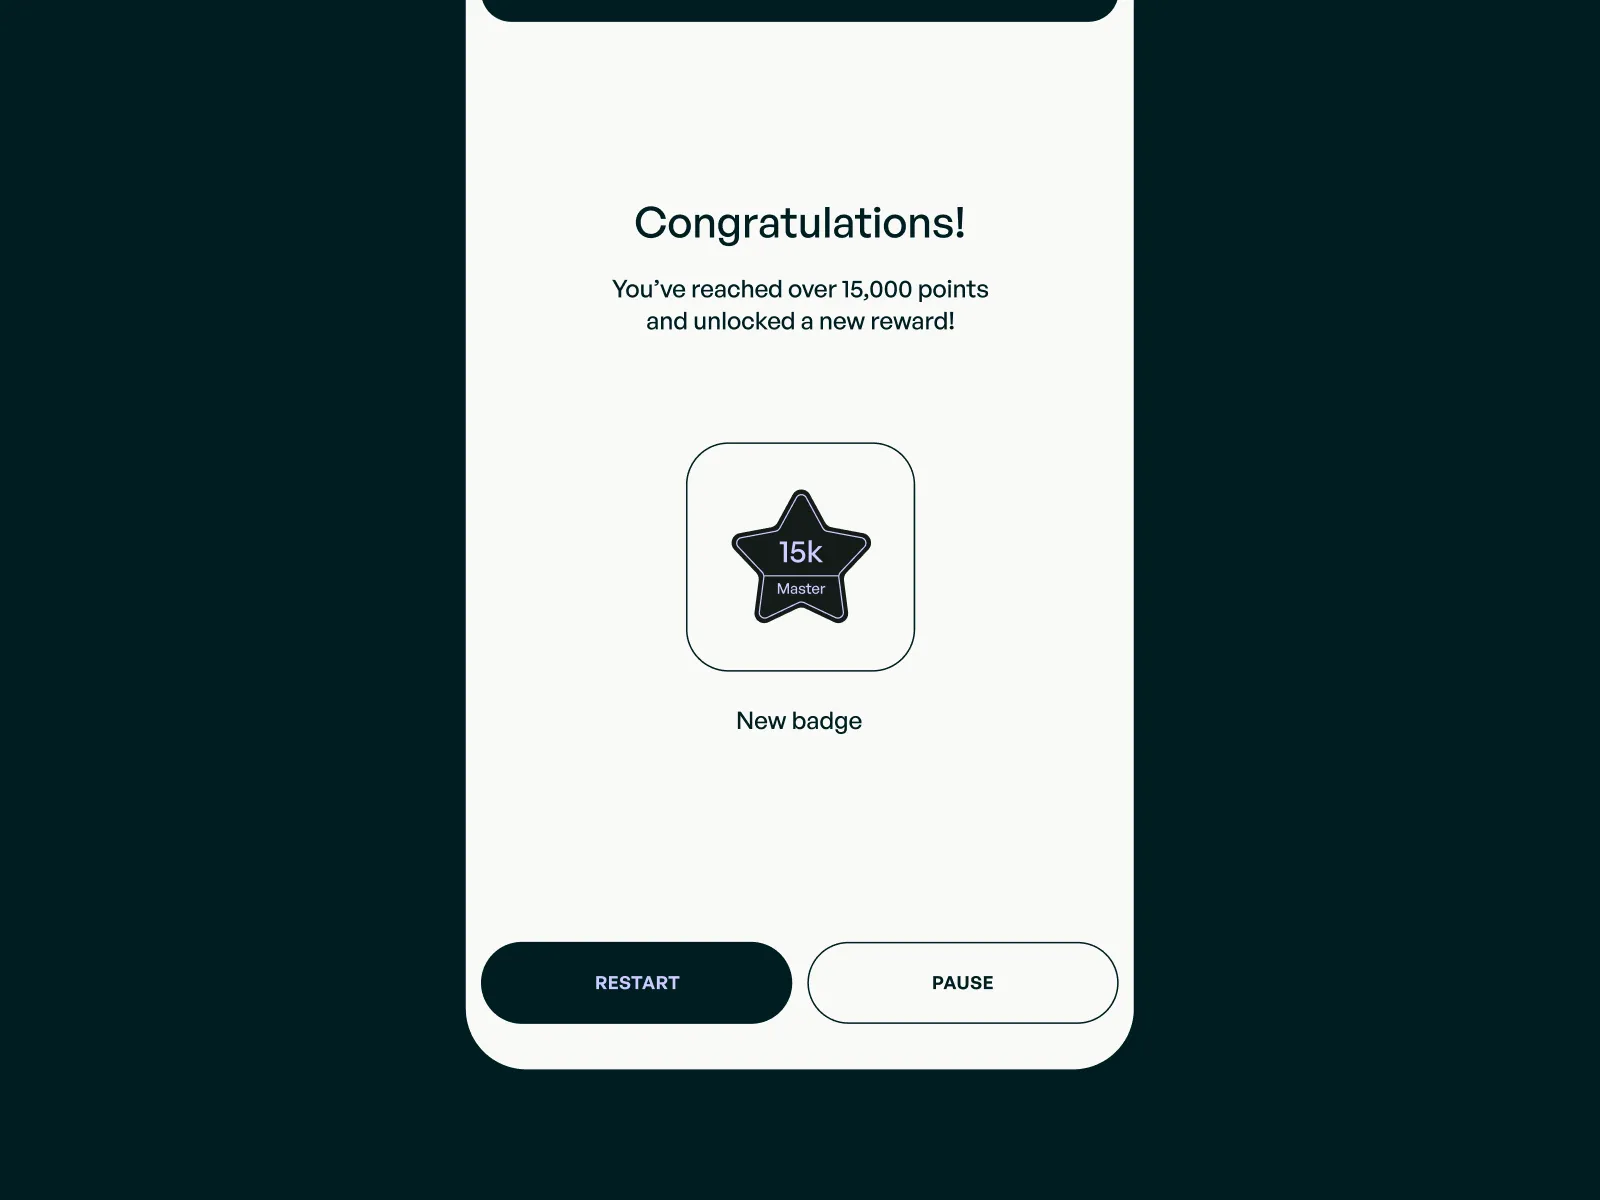 Congratulations!
You’ve reached over 15,000 points
and unlocked a new reward!
15k
Master
New badge
RESTART
PAUSE